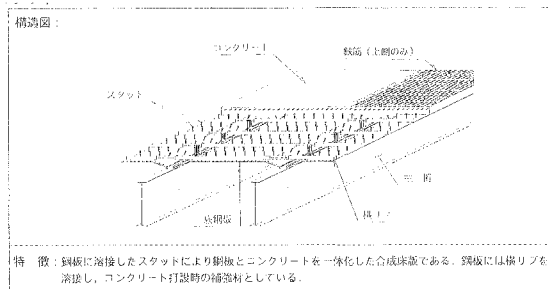 構造図：
コンクリート
鉄筋(上側のみ)
スタッド
主 桁
横リブ
底鋼板
特　徴：鋼板に溶接したスタッドにより鋼板とコンクリートを一体化した合成床版である．鋼板には横リブを
溶接し，コンクリート打設時の補強材としている．